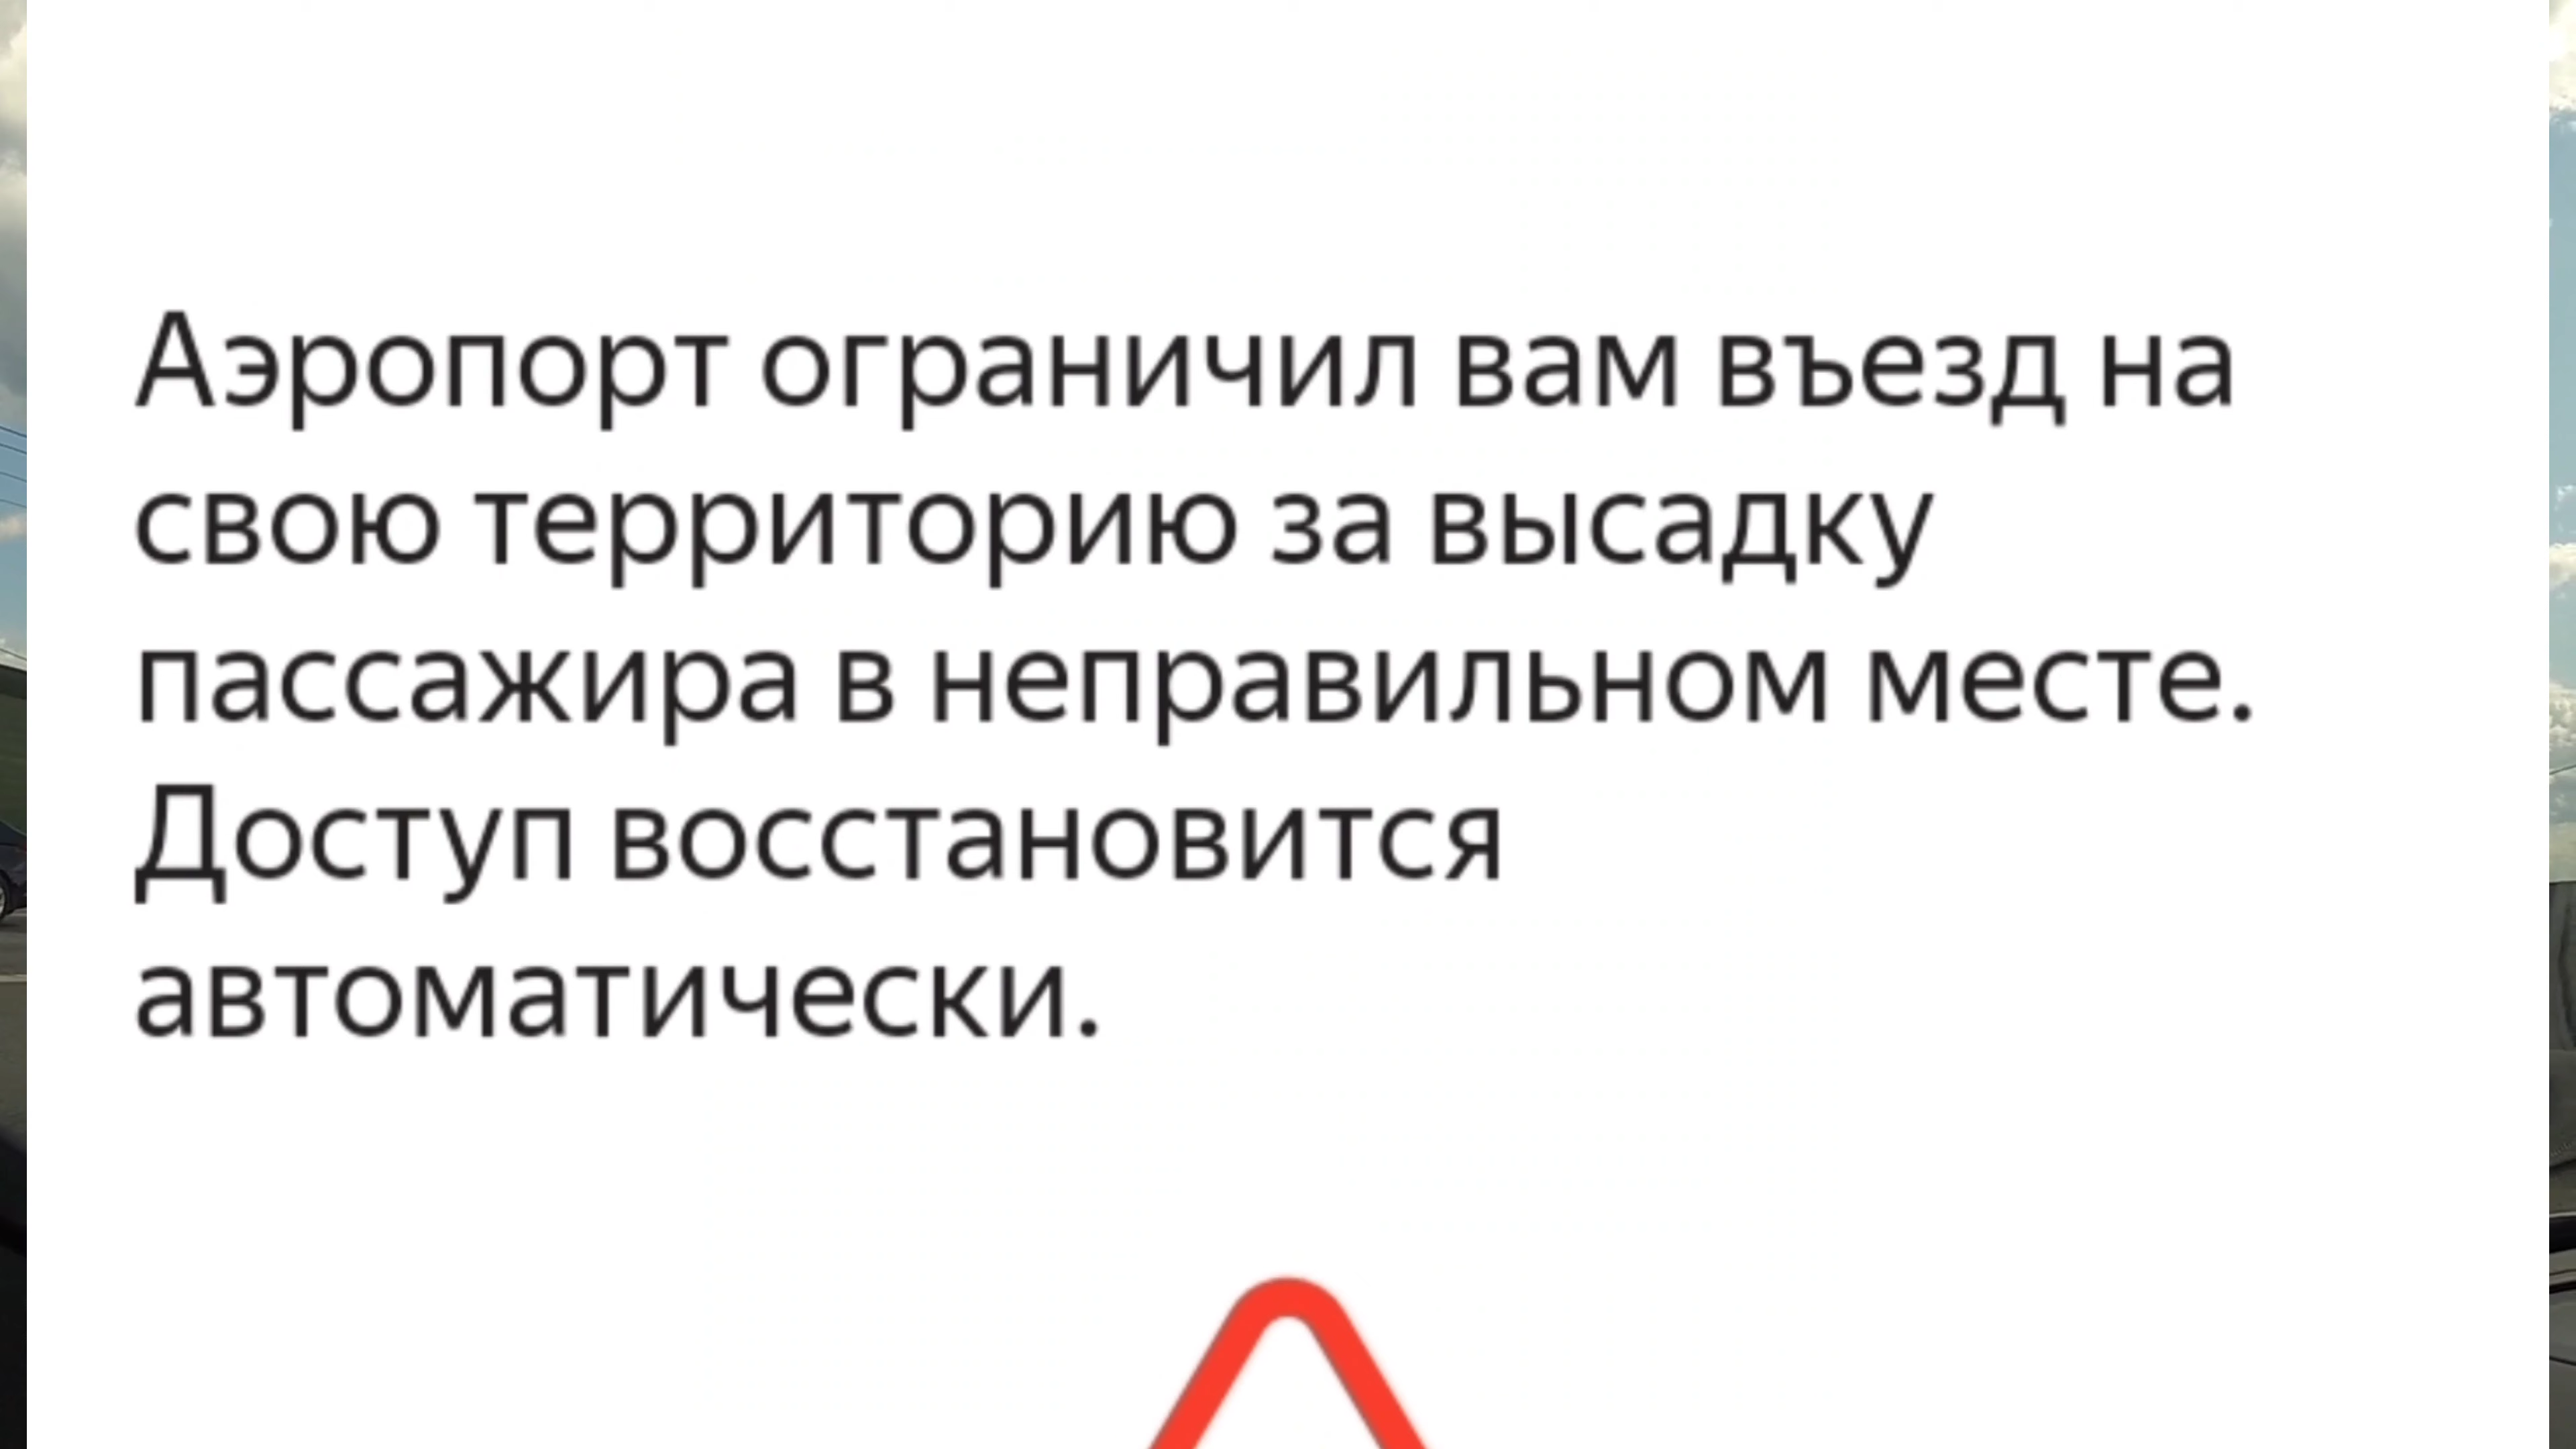 Аэропорт ограничил вам въезд на
свою территорию за высадку
пассажира в неправильном месте.
Доступ восстановится
автоматически.